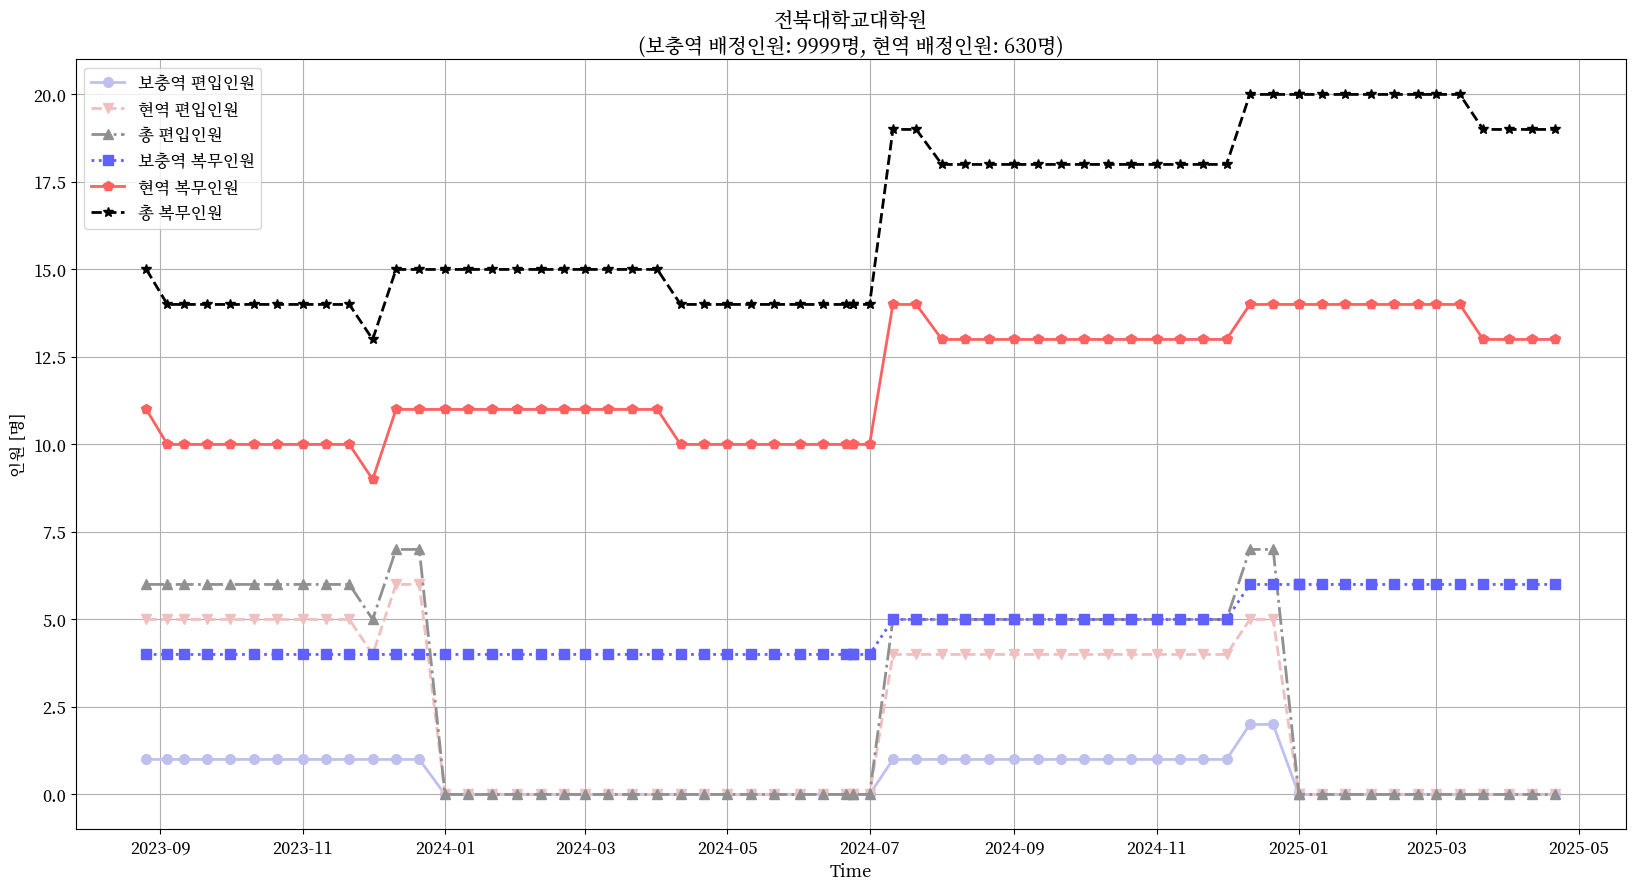 전북대학교대학원
(보충역 배정인원: 9999명, 현역 배정인원: 630명)
보충역 편입인원
현역 편입인원
총 편입인원
보충역 복무인원
현역 복무인원
총 복무인원
20.0
17.5
15.0
12.5
10.0
7.5
5.0
2.5
0.0
인원 [명]
2023-09 2023-11 2024-01 2024-03 2024-05 2024-07 2024-09 2024-11 2025-01 2025-03 2025-05
Time